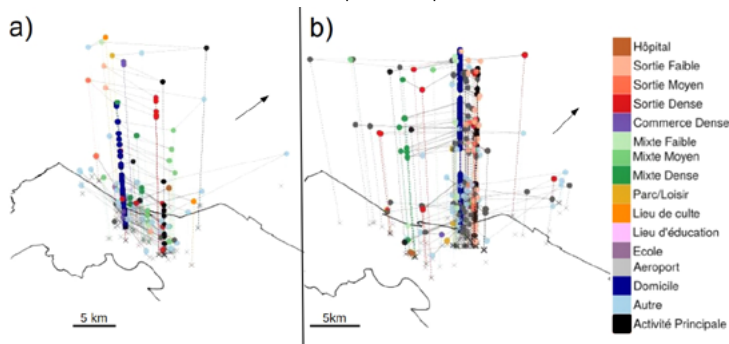 a)
b)
5 km
5km
Hôpital
Sortie Faible
Sortie Moyen
Sortie Dense
Commerce Dense
Mixte Faible
Mixte Moyen
Mixte Dense
Parc/Loisir
Lieu de culte
Lieu d'éducation
Ecole
Aeroport
Domicile
Autre
Activité Principale